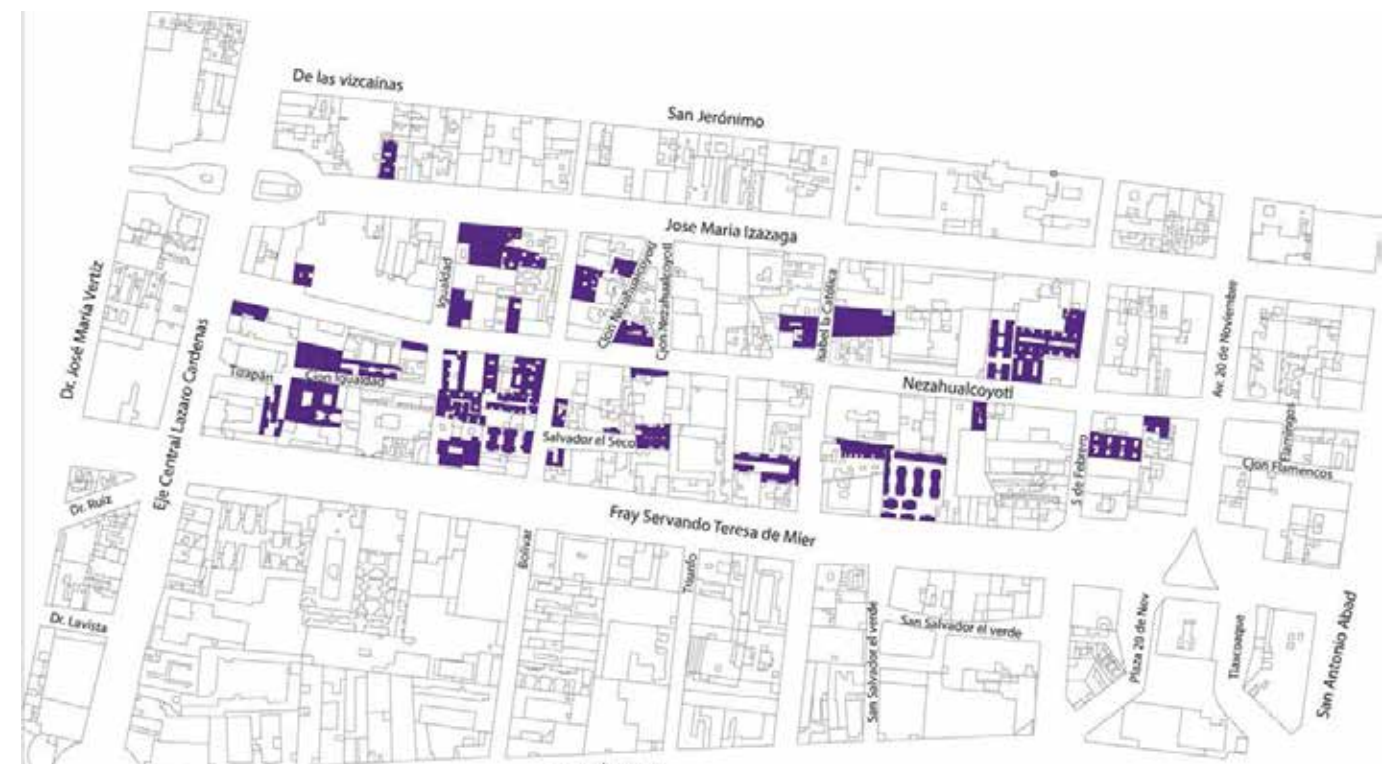 De las vizcainas
San Jerónimo
Jose Maria Izazaga
Dr. José María Vertiz
Igualdad
Cjon Nezahualcoyotl
Cjon Nezahualcoyotl
Isabel la Católica
Av. 20 de Noviembre
Eje Central Lazaro Cardenas
Tizapán
Cjon Igualdad
Nezahualcoyotl
Salvador el Seco
5 de Febrero
Flamingos
Cjon Flamencos
Dr. Ruiz
Fray Servando Teresa de Mier
Bolivar
Triunfo
Dr. Lavista
San Salvador el verde
San Salvador el verde
Plaza 20 de Nov
Tlaxcoaque
San Antonio Abad